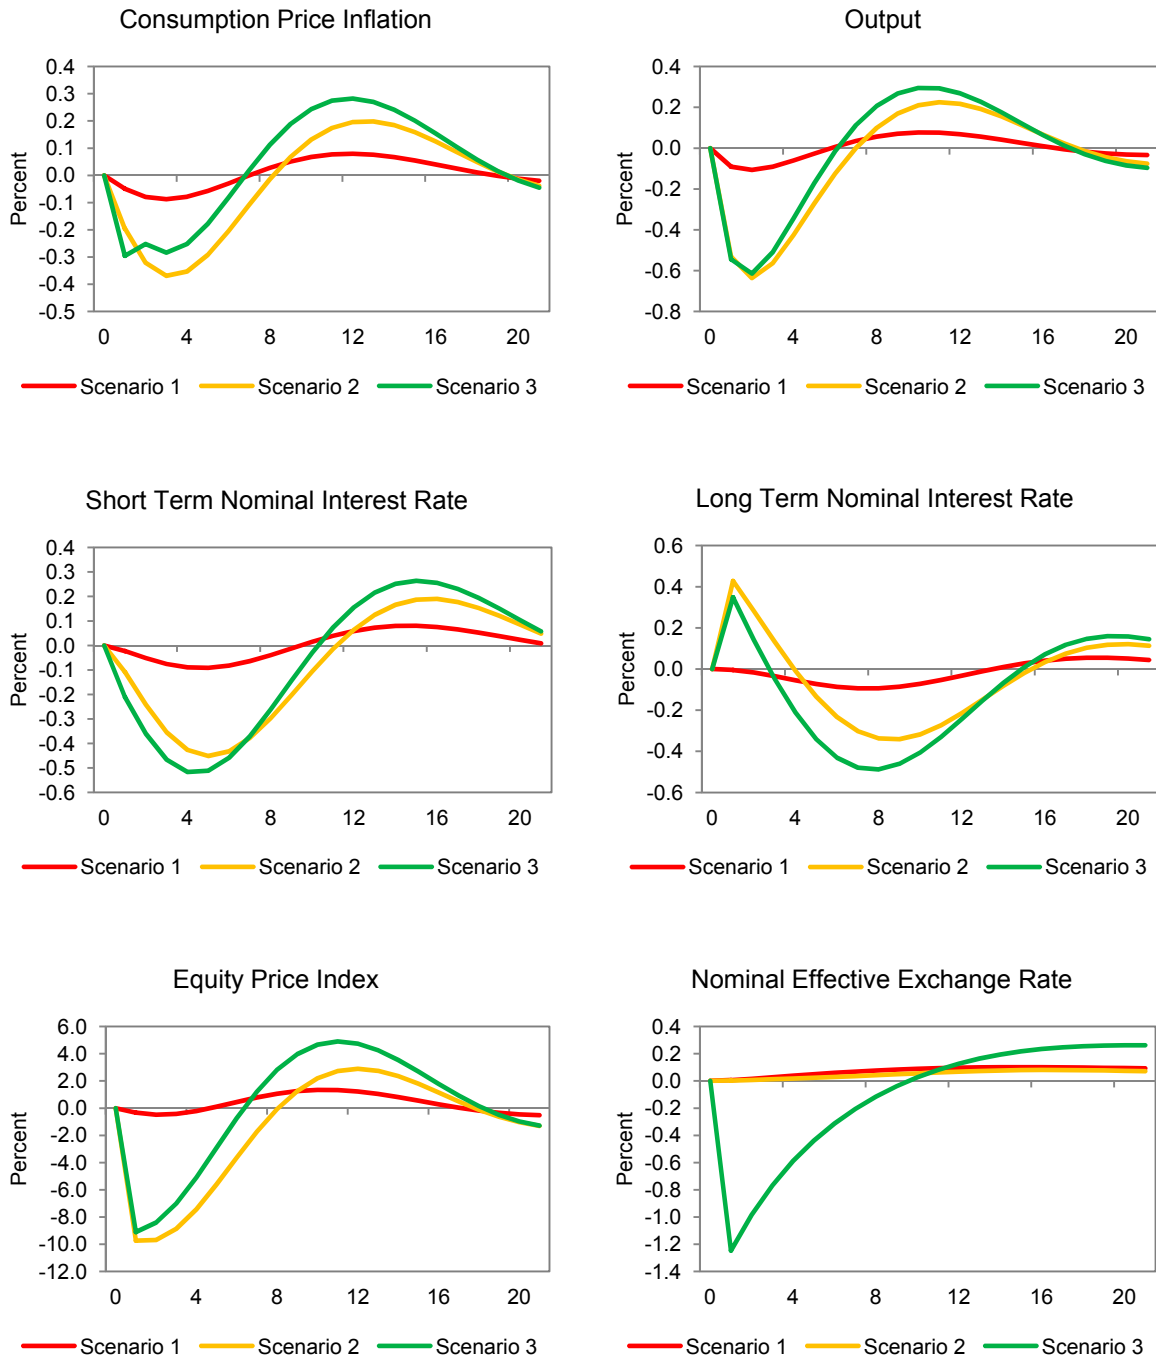 Consumption Price Inflation
Percent
0.4
0.3
0.2
0.1
0.0
-0.1
-0.2
-0.3
-0.4
-0.5
0 4 8 12 16 20
Scenario 1 Scenario 2 Scenario 3
Output
Percent
0.4
0.2
0.0
-0.2
-0.4
-0.6
-0.8
0 4 8 12 16 20
Scenario 1 Scenario 2 Scenario 3
Short Term Nominal Interest Rate
Percent
0.4
0.3
0.2
0.1
0.0
-0.1
-0.2
-0.3
-0.4
-0.5
-0.6
0 4 8 12 16 20
Scenario 1 Scenario 2 Scenario 3
Long Term Nominal Interest Rate
Percent
0.6
0.4
0.2
0.0
-0.2
-0.4
-0.6
0 4 8 12 16 20
Scenario 1 Scenario 2 Scenario 3
Equity Price Index
Percent
6.0
4.0
2.0
0.0
-2.0
-4.0
-6.0
-8.0
-10.0
-12.0
0 4 8 12 16 20
Scenario 1 Scenario 2 Scenario 3
Nominal Effective Exchange Rate
Percent
0.4
0.2
0.0
-0.2
-0.4
-0.6
-0.8
-1.0
-1.2
-1.4
0 4 8 12 16 20
Scenario 1 Scenario 2 Scenario 3